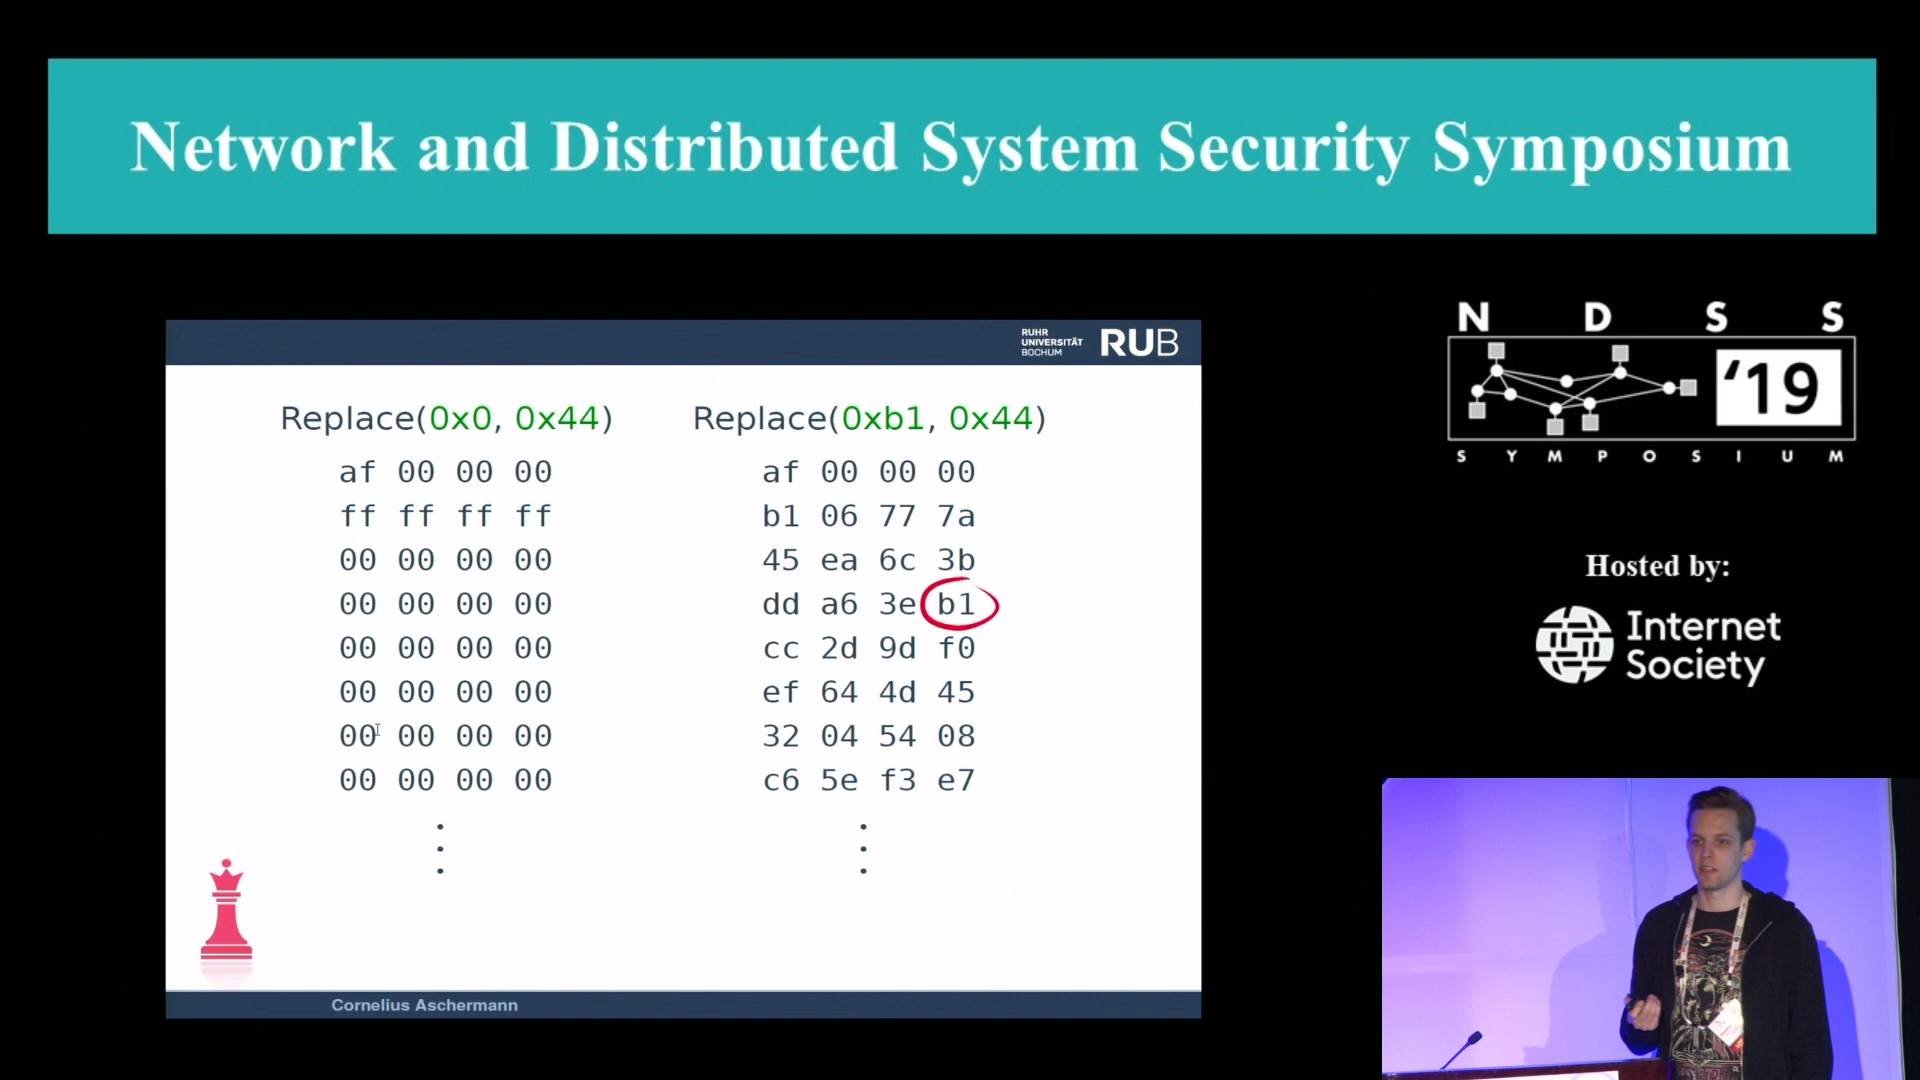 Network and Distributed System Security Symposium
RUHR
UNIVERSITÄT
BOCHUM
RUB
Replace(0x0, 0x44)
af 00 00 00
ff ff ff ff
00 00 00 00
00 00 00 00
00 00 00 00
00 00 00 00
00 00 00 00
00 00 00 00
Replace(0xb1, 0x44)
af 00 00 00
b1 06 77 7a
45 ea 6c 3b
dd a6 3e b1
cc 2d 9d f0
ef 64 4d 45
32 04 54 08
c6 5e f3 e7
Cornelius Aschermann
N D S S
'19
S Y M P O S I U M
Hosted by:
Internet
Society